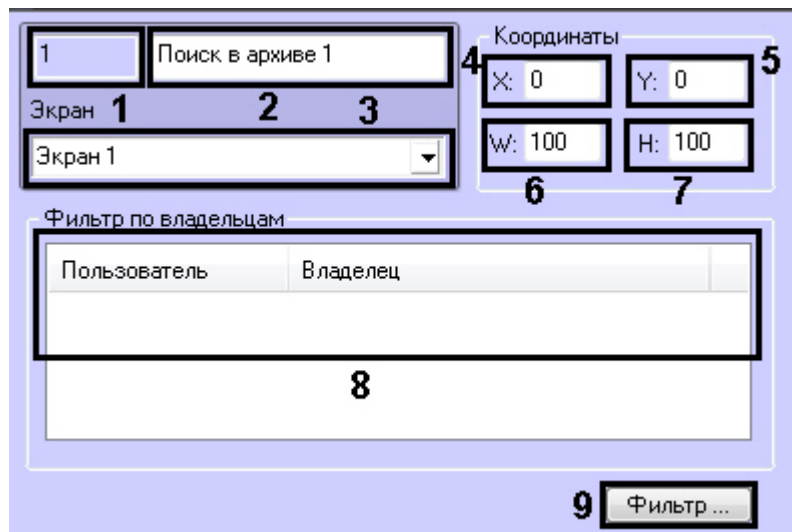 1 Поиск в архиве 1
Экран 1 2 3
Экран 1
Координаты
4 X: 0 Y: 0 5
W: 100 H: 100
6 7
Фильтр по владельцам
Пользователь Владелец
8
9 Фильтр ...